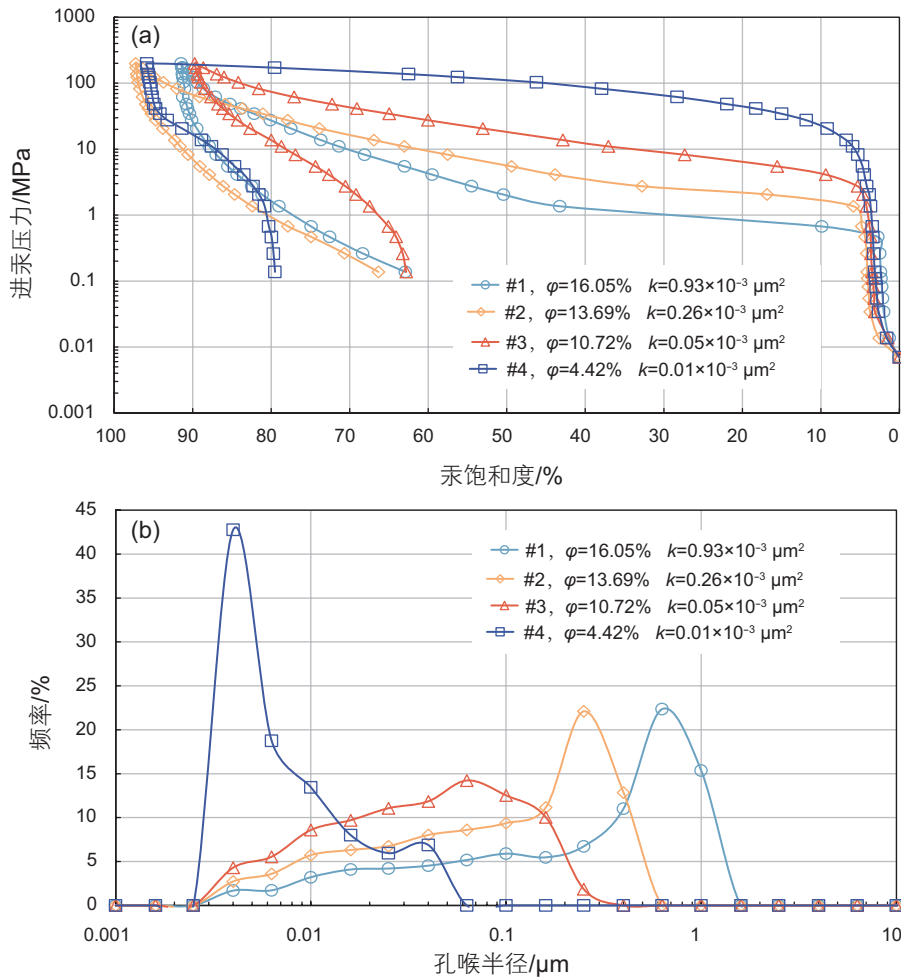 (a)
1000
100
10
1
0.1
0.01
0.001
进汞压力/MPa
#1，φ=16.05% k=0.93×10⁻³ μm²
#2，φ=13.69% k=0.26×10⁻³ μm²
#3，φ=10.72% k=0.05×10⁻³ μm²
#4，φ=4.42% k=0.01×10⁻³ μm²
100 90 80 70 60 50 40 30 20 10 0
汞饱和度/%
(b)
45
40
35
30
25
20
15
10
5
0
频率/%
#1，φ=16.05% k=0.93×10⁻³ μm²
#2，φ=13.69% k=0.26×10⁻³ μm²
#3，φ=10.72% k=0.05×10⁻³ μm²
#4，φ=4.42% k=0.01×10⁻³ μm²
0.001 0.01 0.1 1 10
孔喉半径/μm